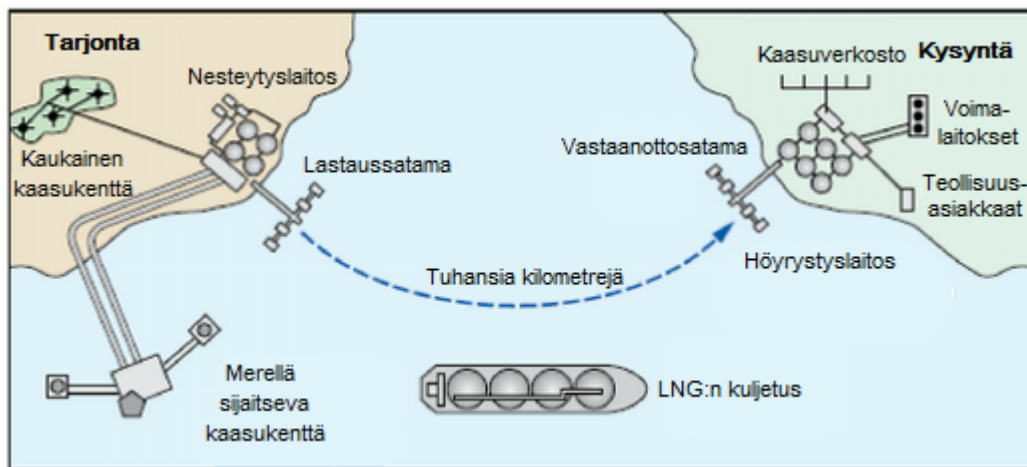 Tarjonta
Nesteytyslaitos
Kaukainen
kaasukenttä
Lastaussatama
Kaasuverkosto
Kysyntä
Voima-
laitokset
Vastaanottosatama
Teollisuus-
asiakkaat
Höyrystyslaitos
Tuhansia kilometrejä
Merellä
sijaitseva
kaasukenttä
LNG:n kuljetus